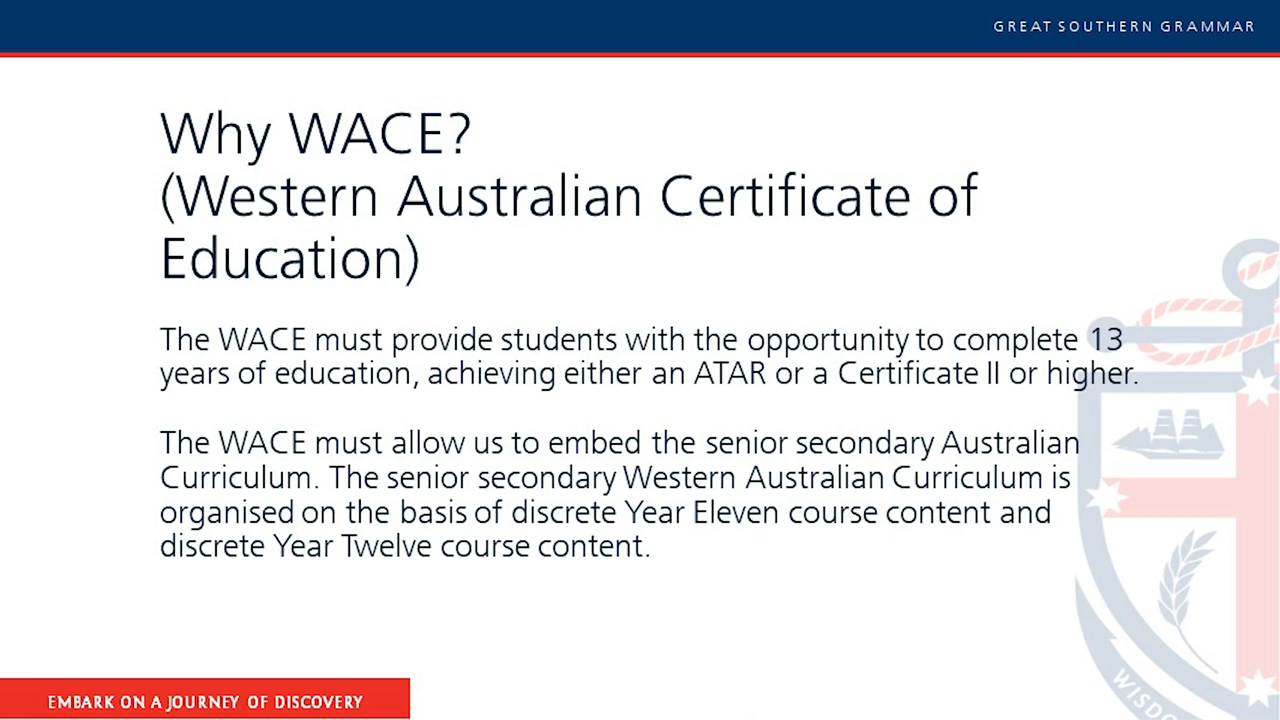 GREAT SOUTHERN GRAMMAR
Why WACE?
(Western Australian Certificate of
Education)
The WACE must provide students with the opportunity to complete 13
years of education, achieving either an ATAR or a Certificate II or higher.
The WACE must allow us to embed the senior secondary Australian
Curriculum. The senior secondary Western Australian Curriculum is
organised on the basis of discrete Year Eleven course content and
discrete Year Twelve course content.
EMBARK ON A JOURNEY OF DISCOVERY